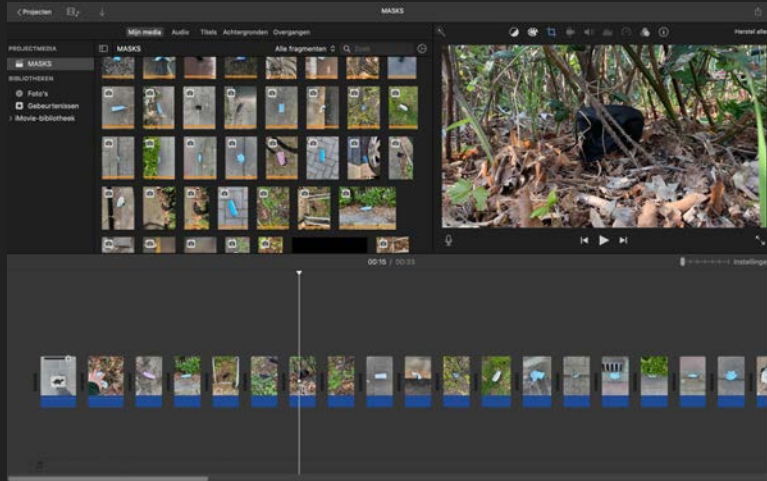 Projecten
MASKS
Mijn media Audio Titels Achtergronden Overgangen
Herstel alle
PROJECTMEDIA
MASKS
Alle fragmenten
Zoek
MASKS
BIBLIOTHEKEN
Foto's
Gebeurtenissen
iMovie-bibliotheek
00:15 / 00:33
Instellinge